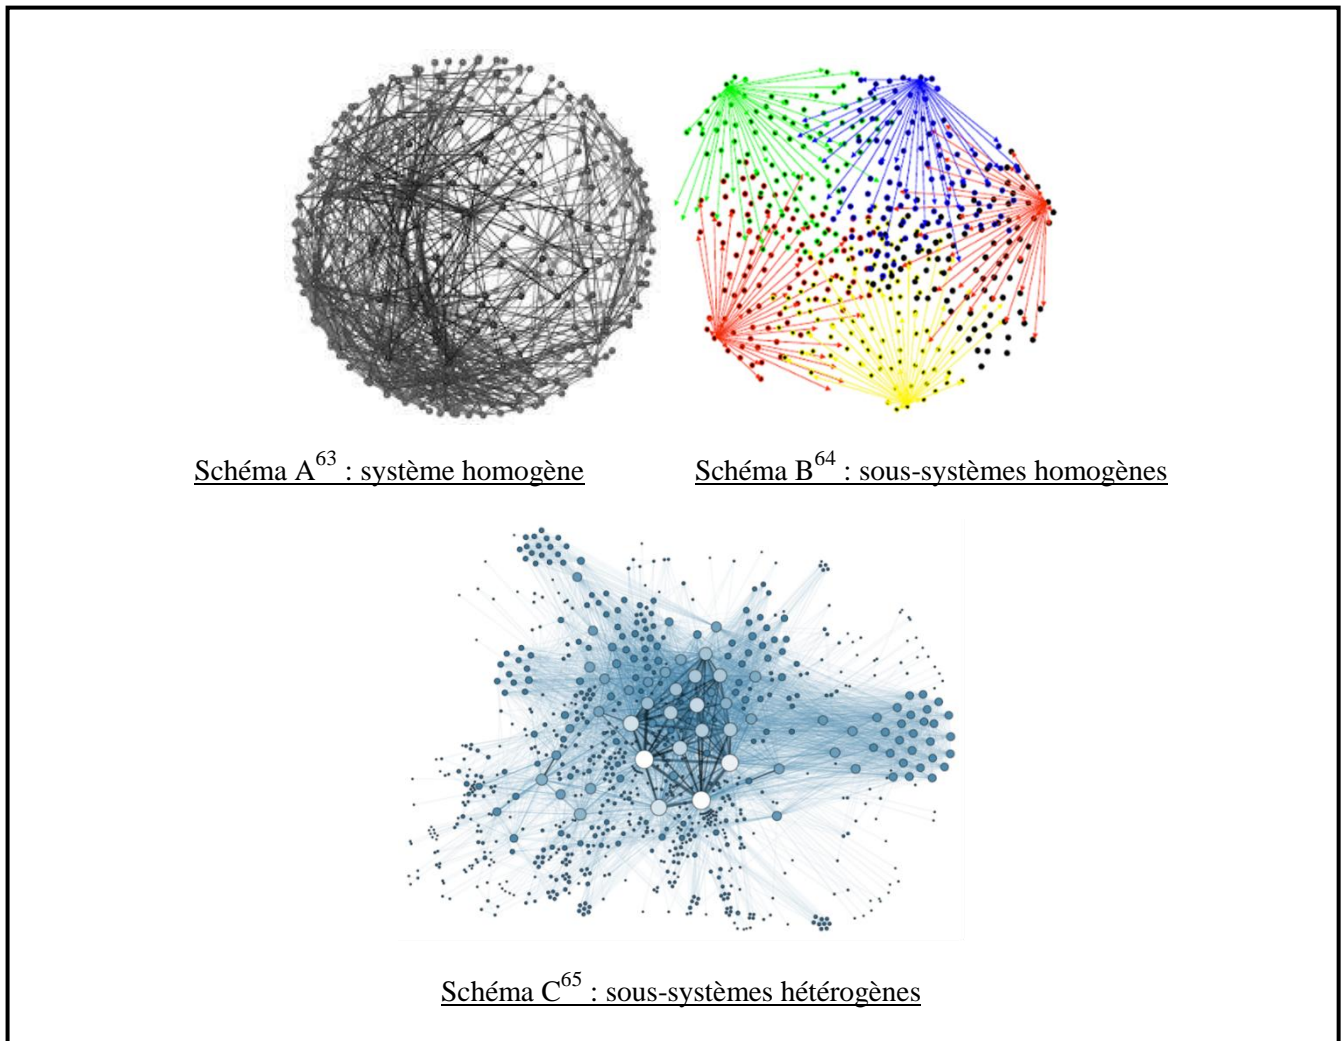 Schéma A63 : système homogène
Schéma B64 : sous-systèmes homogènes
Schéma C65 : sous-systèmes hétérogènes